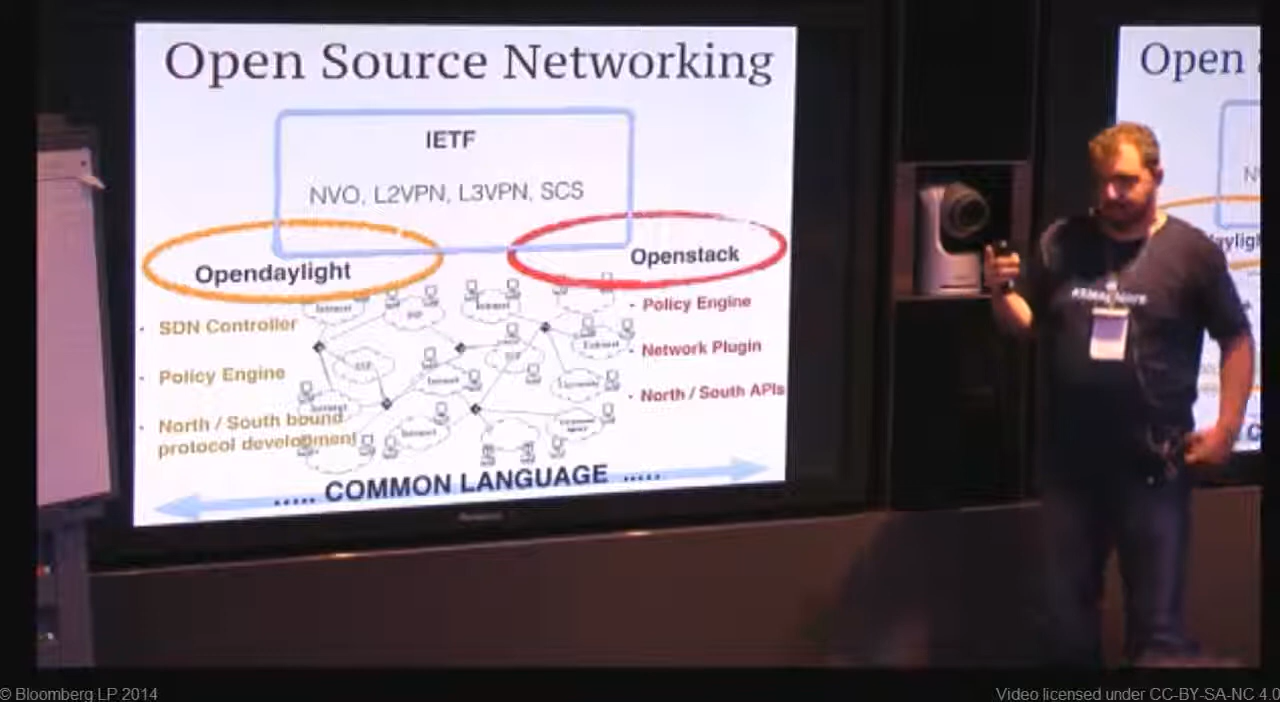 Open Source Networking
IETF
NVO, L2VPN, L3VPN, SCS
Opendaylight
Openstack
· SDN Controller
· Policy Engine
· North / South bound
protocol development
· Policy Engine
· Network Plugin
· North / South APIs
..... COMMON LANGUAGE .....
Open
© Bloomberg LP 2014
Video licensed under CC-BY-SA-NC 4.0